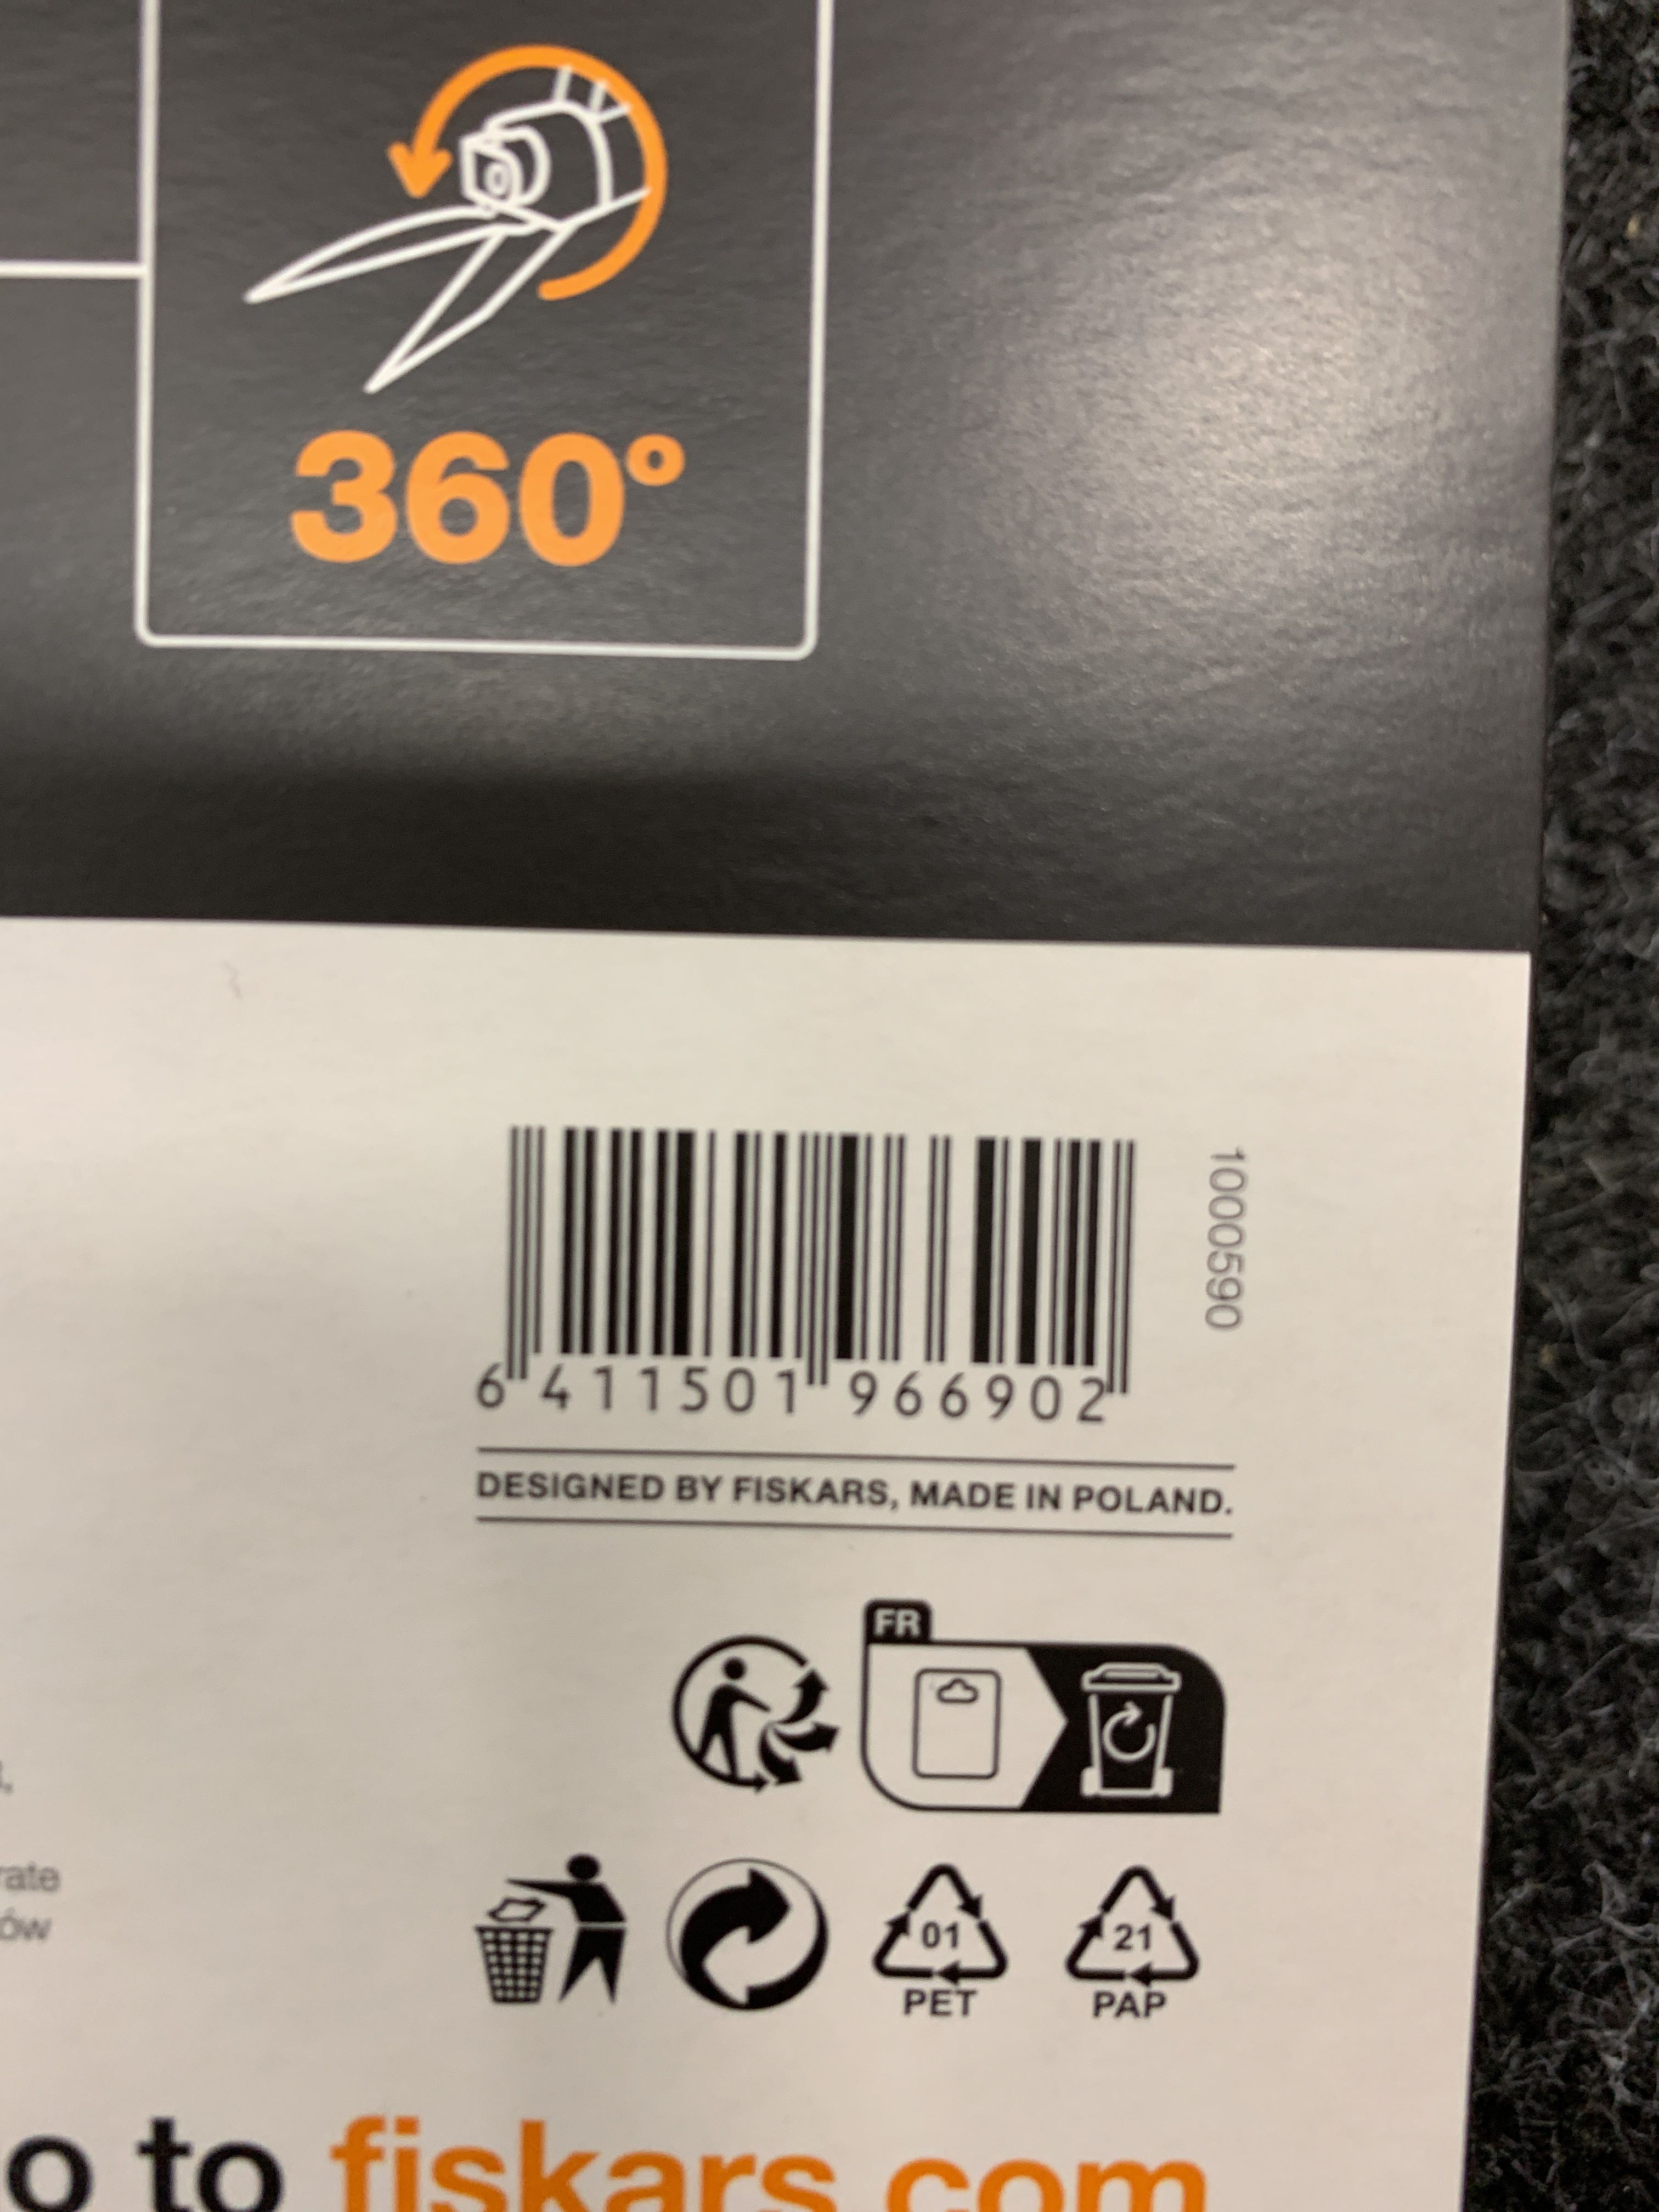 360°
1000590
6 411501 966902
DESIGNED BY FISKARS, MADE IN POLAND.
FR
01
PET
21
PAP
to fiskars.com